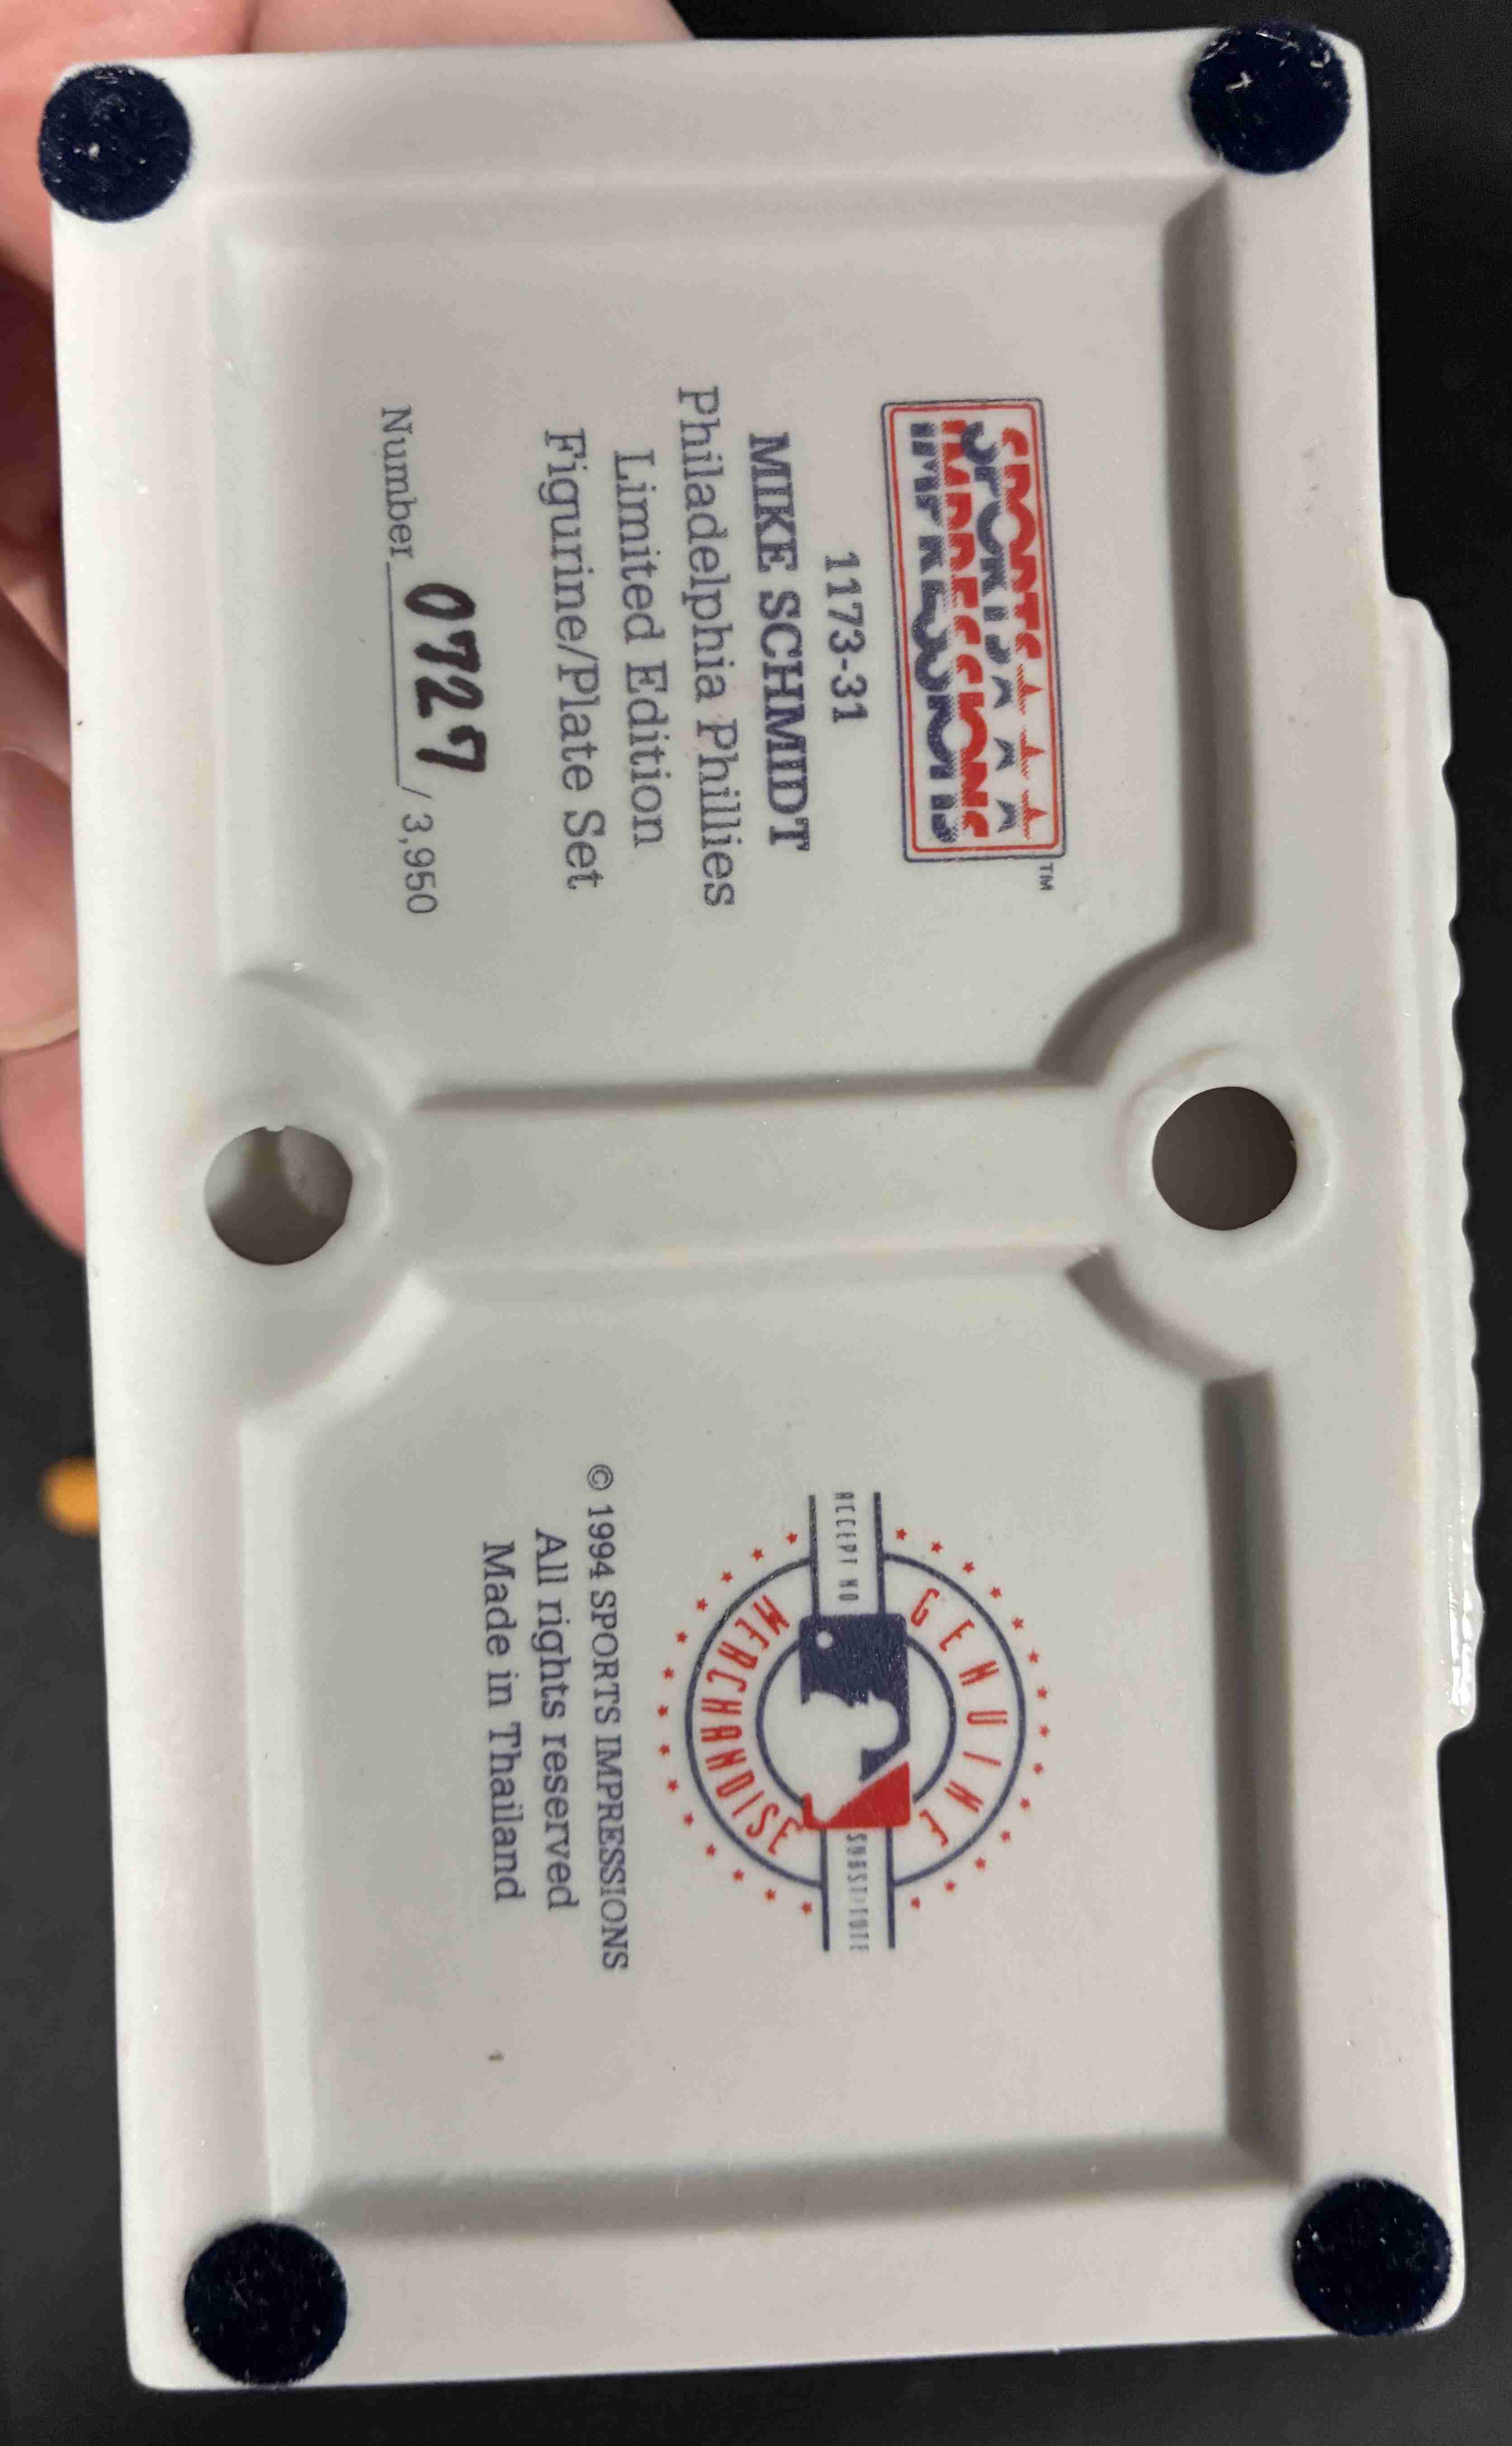 SPORTS
IMPRESSIONS
TM
1173-31
MIKE SCHMIDT
Philadelphia Phillies
Limited Edition
Figurine/Plate Set
Number 0727 / 3,950
GENUINE
ACCEPT NO SUBSTITUTE
MERCHANDISE
© 1994 SPORTS IMPRESSIONS
All rights reserved
Made in Thailand